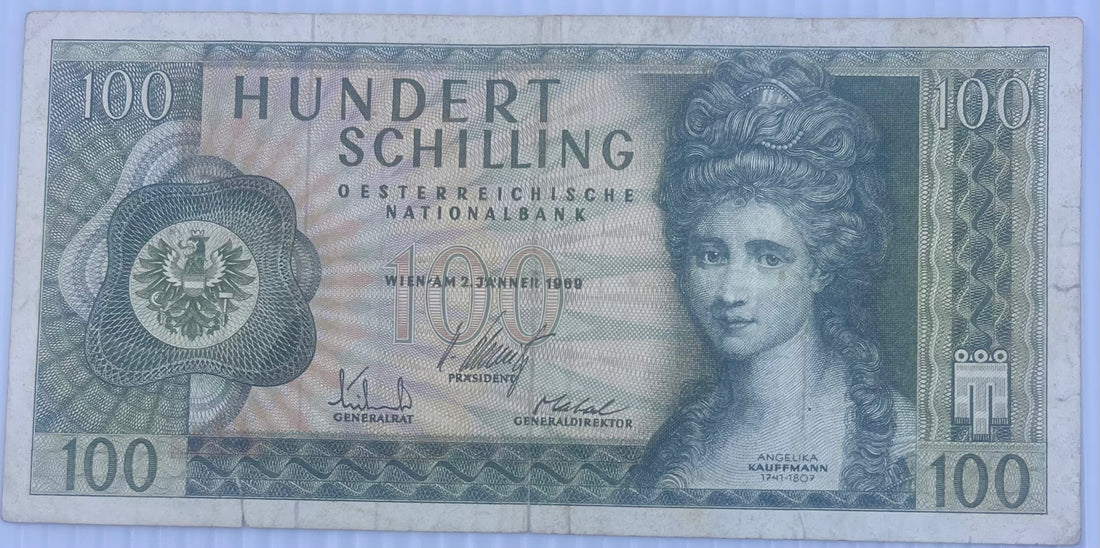 100
HUNDERT
SCHILLING
OESTERREICHISCHE
NATIONALBANK
100
WIEN·AM 2. JÄNNER 1969
PRÄSIDENT
GENERALRAT
GENERALDIREKTOR
100
100
ANGELIKA
KAUFFMANN
1741-1807
100